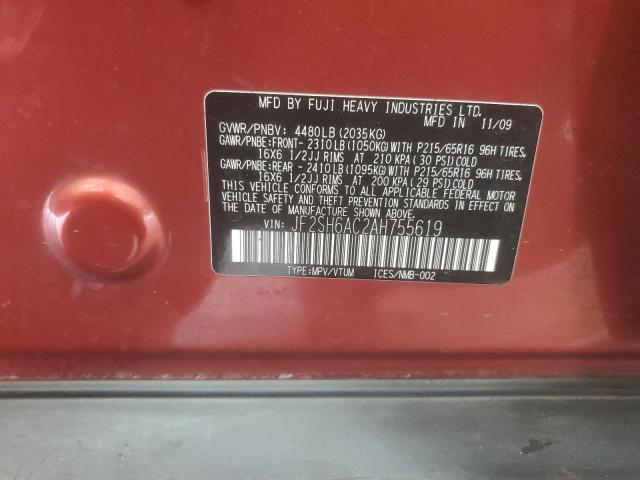 MFD BY FUJI HEAVY INDUSTRIES LTD.
MFD IN 11/09
GVWR/PNBV: 4480LB(2035KG)
GAWR/PNBE:FRONT- 2310LB(1050KG)WITH P215/65R16 96H TIRES,
16X6 1/2JJ RIMS AT 210 KPA(30 PSI)COLD
GAWR/PNBE:REAR - 2410LB(1095KG)WITH P215/65R16 96H TIRES,
16X6 1/2JJ RIMS AT 200 KPA(29 PSI)COLD
THIS VEHICLE CONFORMS TO ALL APPLICABLE FEDERAL MOTOR
VEHICLE SAFETY STANDARDS IN EFFECT ON
THE DATE OF MANUFACTURE SHOWN ABOVE.
VIN: JF2SH6AC2AH755619
TYPE:MPV/VTUM ICES/NMB-002